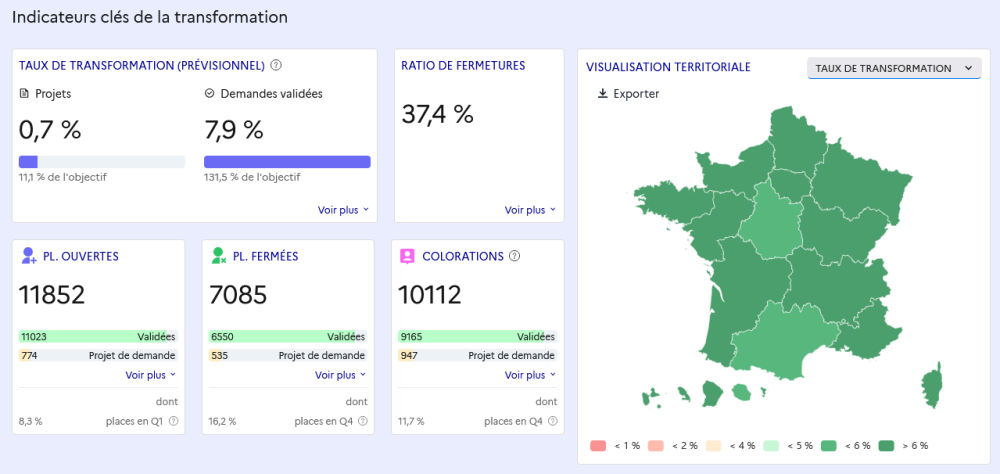 Indicateurs clés de la transformation
TAUX DE TRANSFORMATION (PRÉVISIONNEL) ?
Projets
Demandes validées
0,7 %
7,9 %
11,1 % de l'objectif
131,5 % de l'objectif
Voir plus
RATIO DE FERMETURES
37,4 %
Voir plus
PL. OUVERTES
11852
11023 Validées
774 Projet de demande
Voir plus
dont
8,3 % places en Q1 ?
PL. FERMÉES
7085
6550 Validées
535 Projet de demande
Voir plus
dont
16,2 % places en Q4 ?
COLORATIONS ?
10112
9165 Validées
947 Projet de demande
Voir plus
dont
11,7 % places en Q4 ?
VISUALISATION TERRITORIALE
TAUX DE TRANSFORMATION
Exporter
< 1 % < 2 % < 4 % < 5 % < 6 % > 6 %